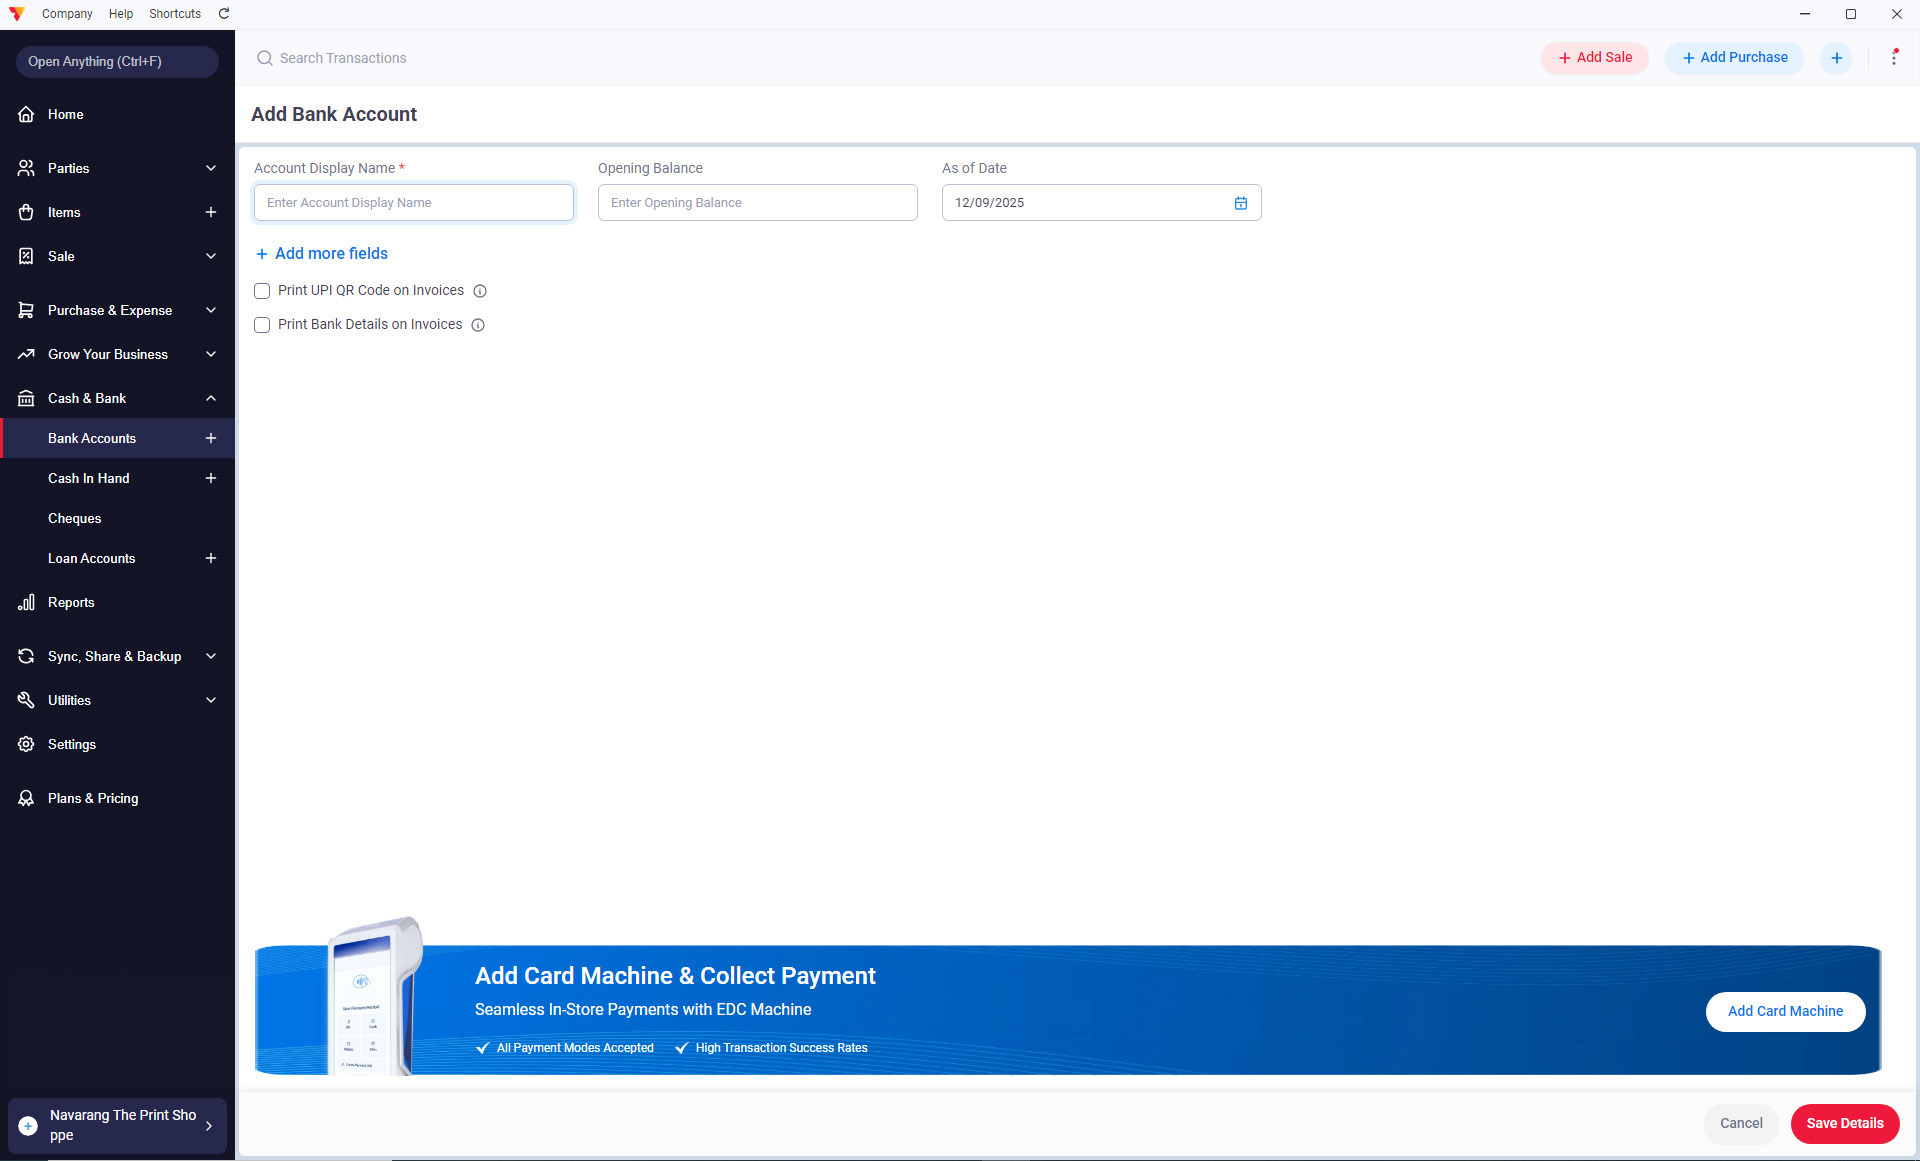 Company Help Shortcuts
Open Anything (Ctrl+F)
Search Transactions
Add Sale
Add Purchase
Home
Parties
Items
Sale
Purchase & Expense
Grow Your Business
Cash & Bank
Bank Accounts
Cash In Hand
Cheques
Loan Accounts
Reports
Sync, Share & Backup
Utilities
Settings
Plans & Pricing
Navarang The Print Sho
ppe
Add Bank Account
Account Display Name * Opening Balance As of Date
Enter Account Display Name Enter Opening Balance 12/09/2025
+ Add more fields
Print UPI QR Code on Invoices
Print Bank Details on Invoices
Add Card Machine & Collect Payment
Seamless In-Store Payments with EDC Machine
All Payment Modes Accepted High Transaction Success Rates
Add Card Machine
Cancel Save Details